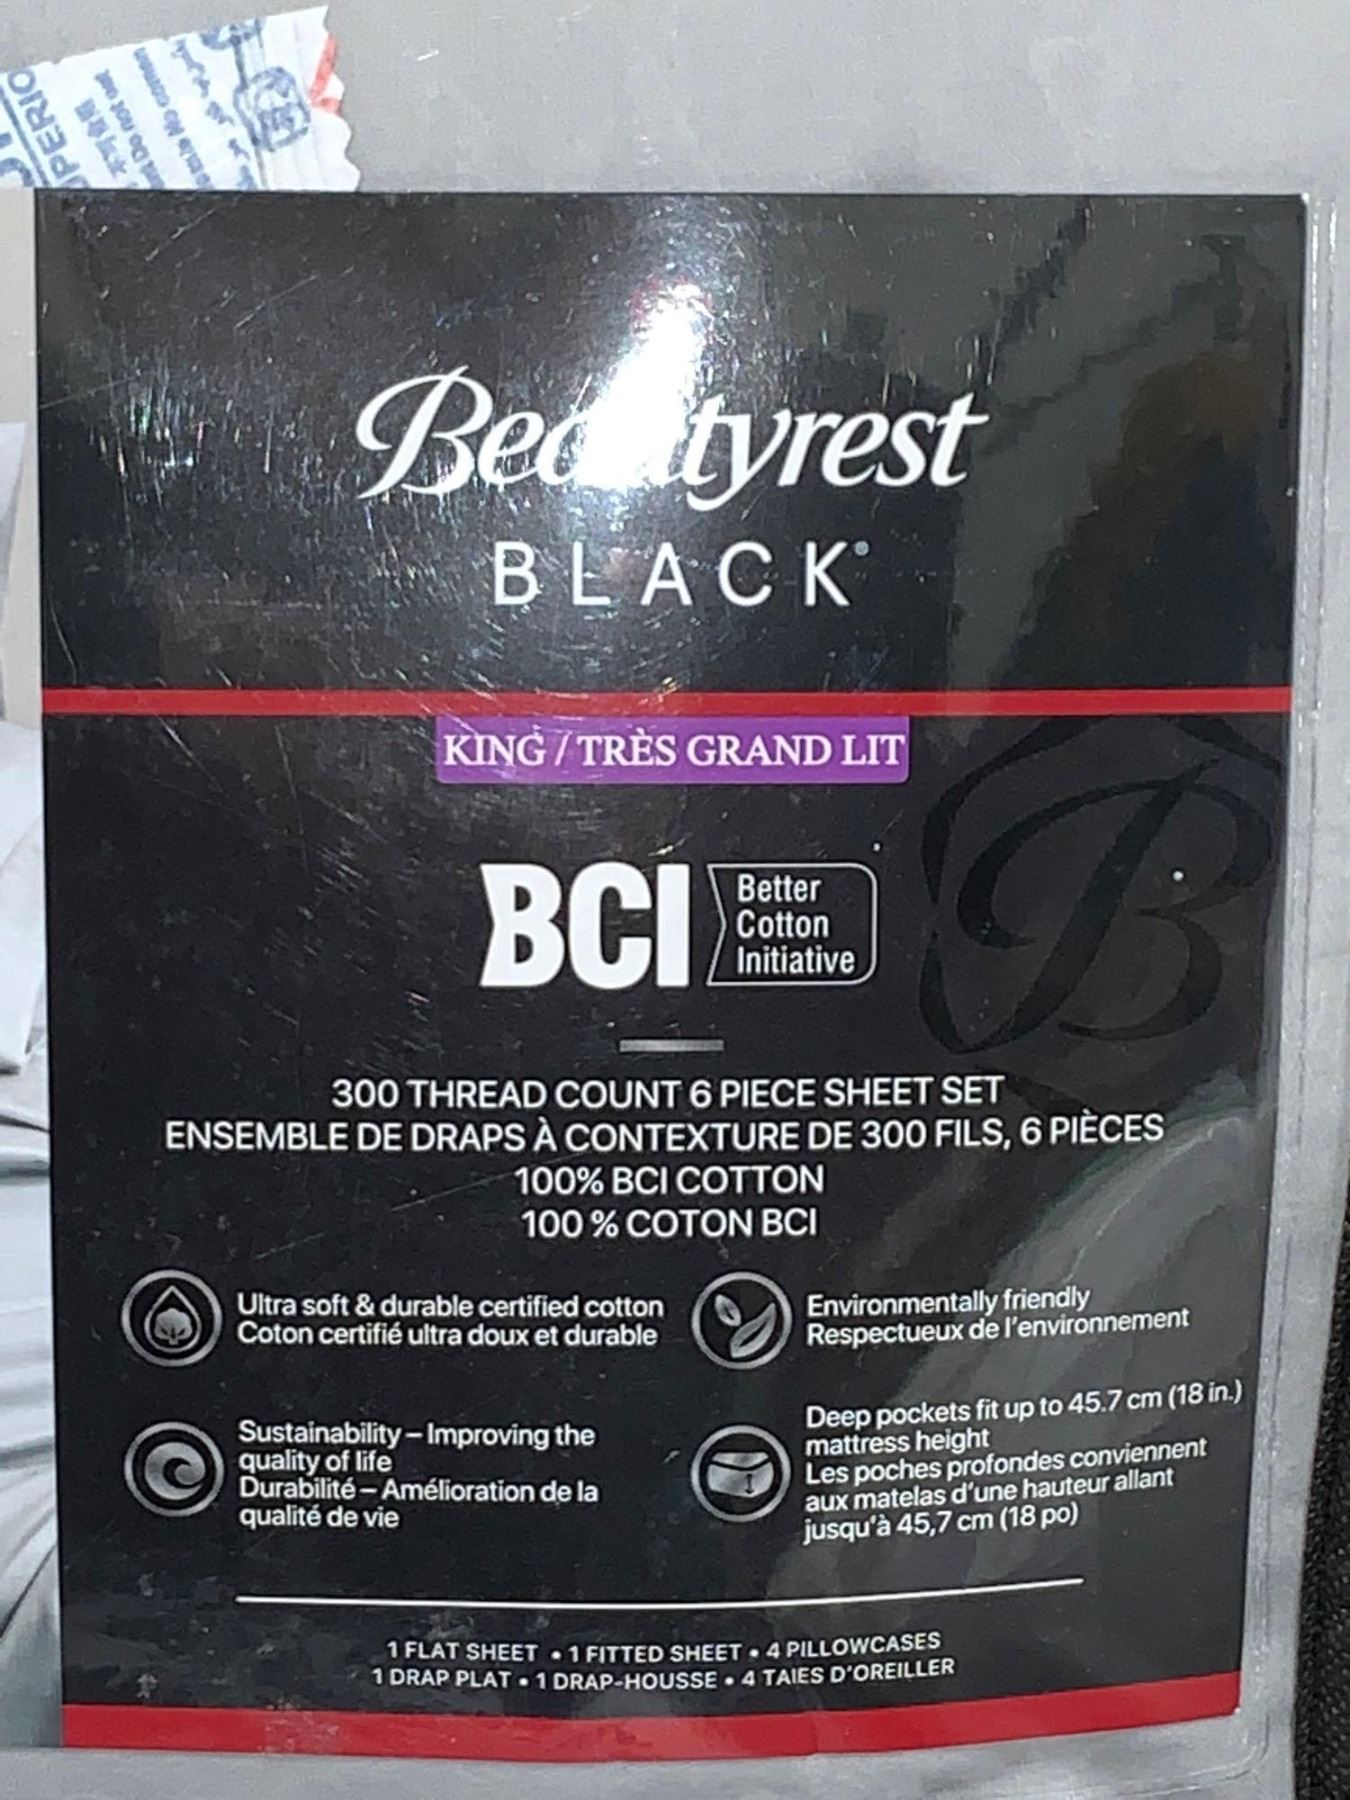 PERIO
Do not eat
Beautyrest
BLACK®
KING / TRÈS GRAND LIT
BCI
Better
Cotton
Initiative
300 THREAD COUNT 6 PIECE SHEET SET
ENSEMBLE DE DRAPS À CONTEXTURE DE 300 FILS, 6 PIÈCES
100% BCI COTTON
100 % COTON BCI
Ultra soft & durable certified cotton
Coton certifié ultra doux et durable
Environmentally friendly
Respectueux de l'environnement
Sustainability – Improving the
quality of life
Durabilité – Amélioration de la
qualité de vie
Deep pockets fit up to 45.7 cm (18 in.)
mattress height
Les poches profondes conviennent
aux matelas d'une hauteur allant
jusqu'à 45,7 cm (18 po)
1 FLAT SHEET • 1 FITTED SHEET • 4 PILLOWCASES
1 DRAP PLAT • 1 DRAP-HOUSSE • 4 TAIES D'OREILLER